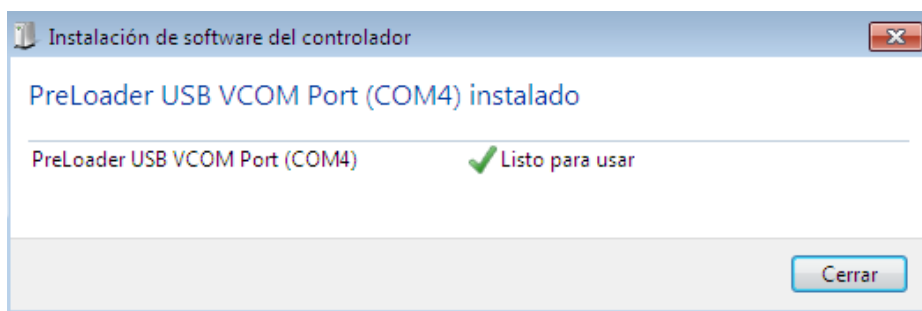 Instalación de software del controlador
PreLoader USB VCOM Port (COM4) instalado
PreLoader USB VCOM Port (COM4) Listo para usar
Cerrar